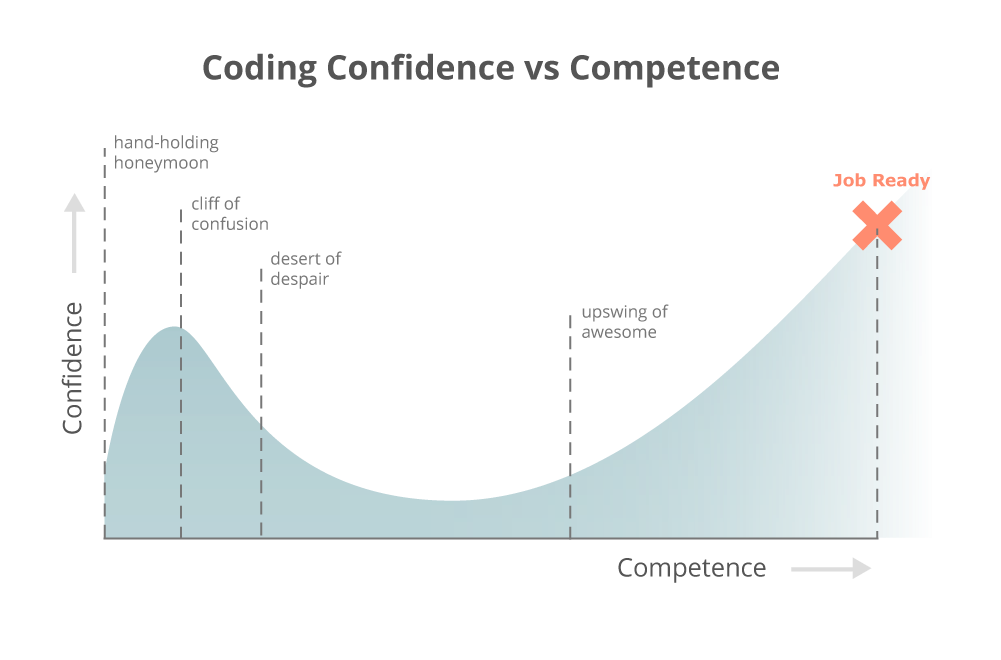 Coding Confidence vs Competence
hand-holding
honeymoon
cliff of
confusion
desert of
despair
upswing of
awesome
Job Ready
Confidence
Competence